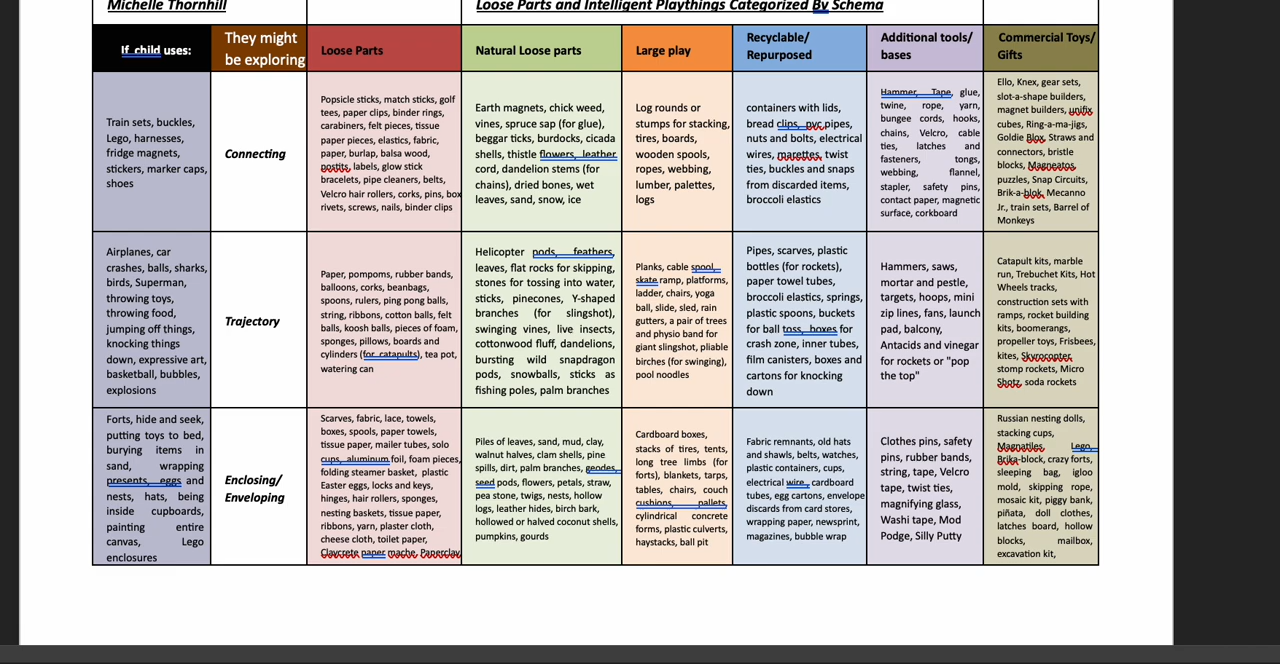 Michelle Thornhill
Loose Parts and Intelligent Playthings Categorized By Schema
If child uses:
They might
be exploring
Loose Parts
Natural Loose parts
Large play
Recyclable/
Repurposed
Additional tools/
bases
Commercial Toys/
Gifts
Train sets, buckles,
Lego, harnesses,
fridge magnets,
stickers, marker caps,
shoes
Connecting
Popsicle sticks, match sticks, golf
tees, paper clips, binder rings,
carabiners, felt pieces, tissue
paper pieces, elastics, fabric,
paper, burlap, balsa wood,
postits, labels, glow stick
bracelets, pipe cleaners, belts,
Velcro hair rollers, corks, pins, box
rivets, screws, nails, binder clips
Earth magnets, chick weed,
vines, spruce sap (for glue),
beggar ticks, burdocks, cicada
shells, thistle flowers, leather
cord, dandelion stems (for
chains), dried bones, wet
leaves, sand, snow, ice
Log rounds or
stumps for stacking,
tires, boards,
wooden spools,
ropes, webbing,
lumber, palettes,
logs
containers with lids,
bread clips, pvc pipes,
nuts and bolts, electrical
wires, marettes, twist
ties, buckles and snaps
from discarded items,
broccoli elastics
Hammer, Tape, glue,
twine, rope, yarn,
bungee cords, hooks,
chains, Velcro, cable
ties, latches and
fasteners, tongs,
webbing, flannel,
stapler, safety pins,
contact paper, magnetic
surface, corkboard
Ello, Knex, gear sets,
slot-a-shape builders,
magnet builders, unifix
cubes, Ring-a-ma-jigs,
Goldie Blox, Straws and
connectors, bristle
blocks, Magneatos,
puzzles, Snap Circuits,
Brik-a-blok, Mecanno
Jr., train sets, Barrel of
Monkeys
Airplanes, car
crashes, balls, sharks,
birds, Superman,
throwing toys,
throwing food,
jumping off things,
knocking things
down, expressive art,
basketball, bubbles,
explosions
Trajectory
Paper, pompoms, rubber bands,
balloons, corks, beanbags,
spoons, rulers, ping pong balls,
string, ribbons, cotton balls, felt
balls, koosh balls, pieces of foam,
sponges, pillows, boards and
cylinders (for catapults), tea pot,
watering can
Helicopter pods, feathers,
leaves, flat rocks for skipping,
stones for tossing into water,
sticks, pinecones, Y-shaped
branches (for slingshot),
swinging vines, live insects,
cottonwood fluff, dandelions,
bursting wild snapdragon
pods, snowballs, sticks as
fishing poles, palm branches
Planks, cable spool,
skate ramp, platforms,
ladder, chairs, yoga
ball, slide, sled, rain
gutters, a pair of trees
and physio band for
giant slingshot, pliable
birches (for swinging),
pool noodles
Pipes, scarves, plastic
bottles (for rockets),
paper towel tubes,
broccoli elastics, springs,
plastic spoons, buckets
for ball toss, boxes for
crash zone, inner tubes,
film canisters, boxes and
cartons for knocking
down
Hammers, saws,
mortar and pestle,
targets, hoops, mini
zip lines, fans, launch
pad, balcony,
Antacids and vinegar
for rockets or "pop
the top"
Catapult kits, marble
run, Trebuchet Kits, Hot
Wheels tracks,
construction sets with
ramps, rocket building
kits, boomerangs,
propeller toys, Frisbees,
kites, Skyrocopter,
stomp rockets, Micro
Shotz, soda rockets
Forts, hide and seek,
putting toys to bed,
burying items in
sand, wrapping
presents, eggs and
nests, hats, being
inside cupboards,
painting entire
canvas, Lego
enclosures
Enclosing/
Enveloping
Scarves, fabric, lace, towels,
boxes, spools, paper towels,
tissue paper, mailer tubes, solo
cups, aluminum foil, foam pieces,
folding steamer basket, plastic
Easter eggs, locks and keys,
hinges, hair rollers, sponges,
nesting baskets, tissue paper,
ribbons, yarn, plaster cloth,
cheese cloth, toilet paper,
Claycrete paper mache, Paperclay
Piles of leaves, sand, mud, clay,
walnut halves, clam shells, pine
spills, dirt, palm branches, geodes,
seed pods, flowers, petals, straw,
pea stone, twigs, nests, hollow
logs, leather hides, birch bark,
hollowed or halved coconut shells,
pumpkins, gourds
Cardboard boxes,
stacks of tires, tents,
long tree limbs (for
forts), blankets, tarps,
tables, chairs, couch
cushions, pallets,
cylindrical concrete
forms, plastic culverts,
haystacks, ball pit
Fabric remnants, old hats
and shawls, belts, watches,
plastic containers, cups,
electrical wire, cardboard
tubes, egg cartons, envelope
discards from card stores,
wrapping paper, newsprint,
magazines, bubble wrap
Clothes pins, safety
pins, rubber bands,
string, tape, Velcro
tape, twist ties,
magnifying glass,
Washi tape, Mod
Podge, Silly Putty
Russian nesting dolls,
stacking cups,
Magnatiles, Lego,
Brika-block, crazy forts,
sleeping bag, igloo
mold, skipping rope,
mosaic kit, piggy bank,
piñata, doll clothes,
latches board, hollow
blocks, mailbox,
excavation kit,